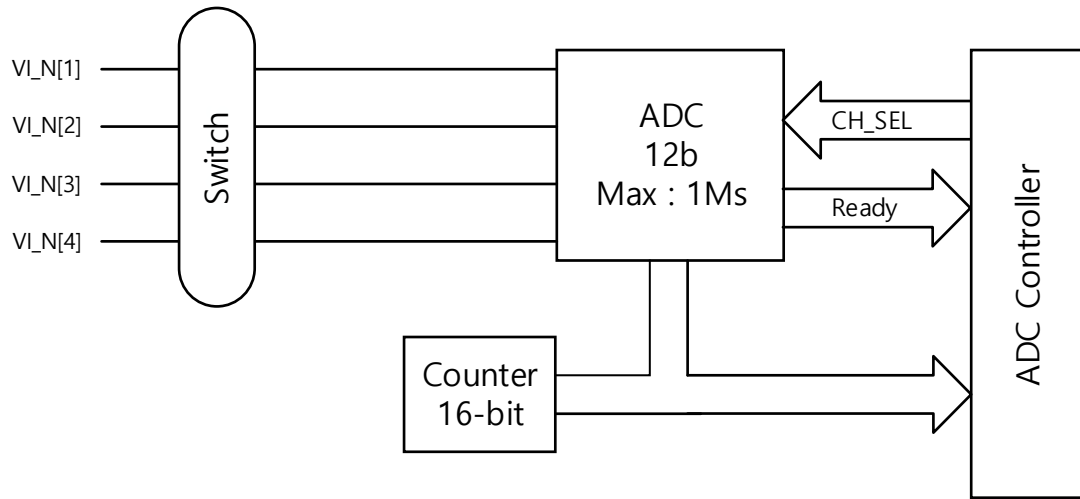 VI_N[1]
VI_N[2]
VI_N[3]
VI_N[4]
Switch
ADC
12b
Max : 1Ms
CH_SEL
Ready
ADC Controller
Counter
16-bit